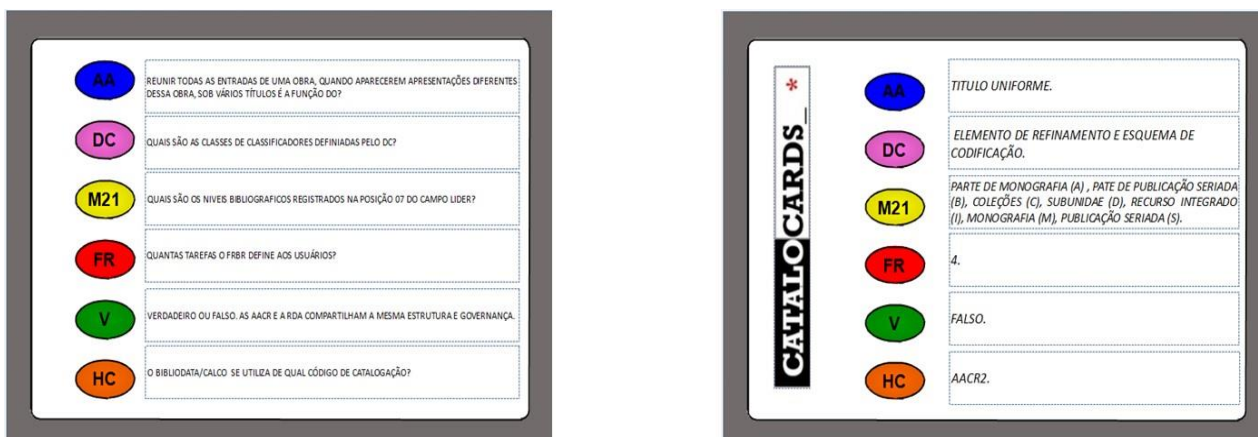 AA
REUNIR TODAS AS ENTRADAS DE UMA OBRA, QUANDO APARECEREM APRESENTAÇÕES DIFERENTES
DESSA OBRA, SOB VÁRIOS TÍTULOS É A FUNÇÃO DO?
DC
QUAIS SÃO AS CLASSES DE CLASSIFICADORES DEFINIADAS PELO DC?
M21
QUAIS SÃO OS NIVEIS BIBLIOGRAFICOS REGISTRADOS NA POSIÇÃO 07 DO CAMPO LIDER?
FR
QUANTAS TAREFAS O FRBR DEFINE AOS USUÁRIOS?
V
VERDADEIRO OU FALSO. AS AACR E A RDA COMPARTILHAM A MESMA ESTRUTURA E GOVERNANÇA.
HC
O BIBLIODATA/CALCO SE UTILIZA DE QUAL CÓDIGO DE CATALOGAÇÃO?
CATALOCARDS_*
AA
TITULO UNIFORME.
DC
ELEMENTO DE REFINAMENTO E ESQUEMA DE
CODIFICAÇÃO.
M21
PARTE DE MONOGRAFIA (A) , PATE DE PUBLICAÇÃO SERIADA
(B), COLEÇÕES (C), SUBUNIDAE (D), RECURSO INTEGRADO
(I), MONOGRAFIA (M), PUBLICAÇÃO SERIADA (S).
FR
4.
V
FALSO.
HC
AACR2.